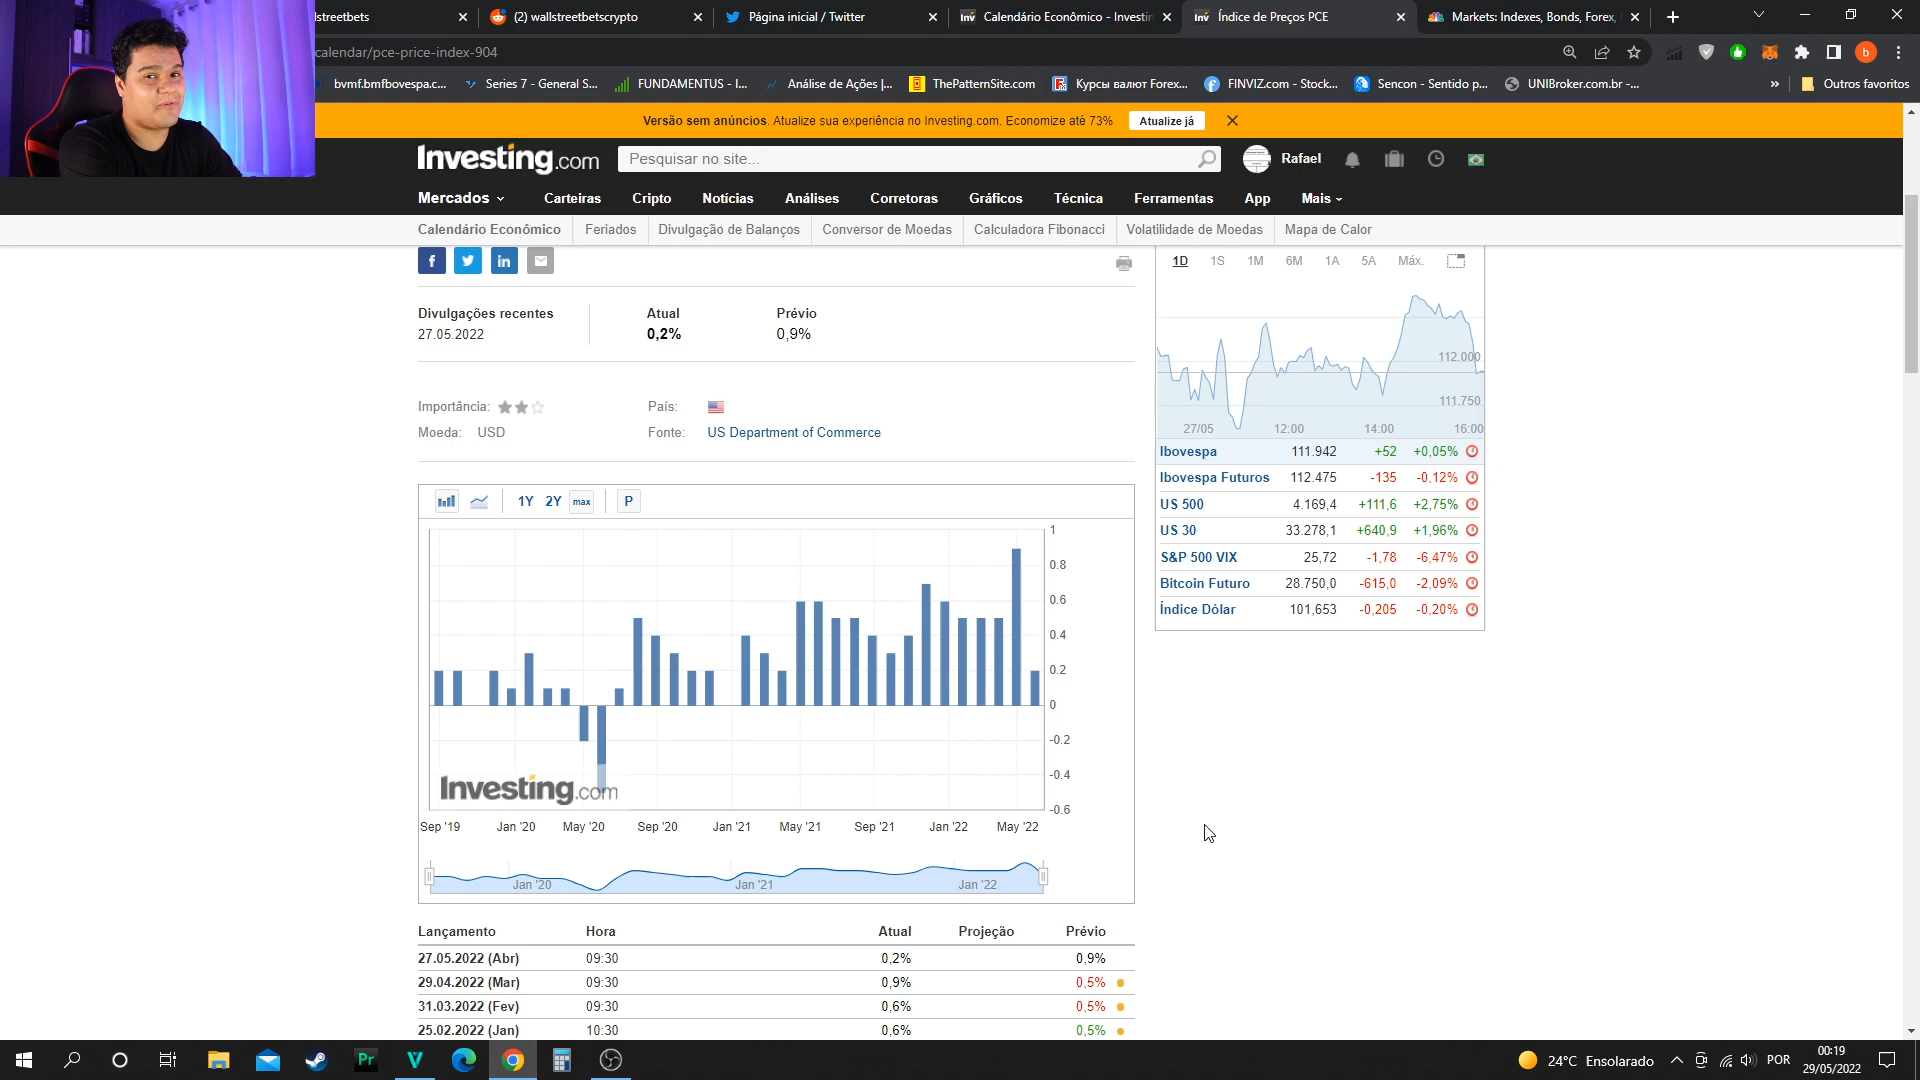 lstreetbets
(2) wallstreetbetscrypto
Página inicial / Twitter
Inv Calendário Econômico - Investin
Inv Índice de Preços PCE
Markets: Indexes, Bonds, Forex,
calendar/pce-price-index-904
b
bvmf.bmfbovespa.c...
Series 7 - General S...
FUNDAMENTUS - I...
Análise de Ações |...
ThePatternSite.com
Курсы валют Forex...
FINVIZ.com - Stock...
Sencon - Sentido p...
UNIBroker.com.br -...
»
Outros favoritos
Versão sem anúncios. Atualize sua experiência no Investing.com. Economize até 73%
Atualize já
Investing.com
Pesquisar no site...
Rafael
Mercados
Carteiras
Cripto
Notícias
Análises
Corretoras
Gráficos
Técnica
Ferramentas
App
Mais
Calendário Econômico
Feriados
Divulgação de Balanços
Conversor de Moedas
Calculadora Fibonacci
Volatilidade de Moedas
Mapa de Calor
Divulgações recentes
27.05.2022
Atual
0,2%
Prévio
0,9%
Importância:
País:
Moeda: USD
Fonte: US Department of Commerce
1Y 2Y max P
1
0.8
0.6
0.4
0.2
0
-0.2
-0.4
-0.6
Investing.com
Sep '19 Jan '20 May '20 Sep '20 Jan '21 May '21 Sep '21 Jan '22 May '22
Jan '20 Jan '21 Jan '22
Lançamento Hora Atual Projeção Prévio
27.05.2022 (Abr) 09:30 0,2% 0,9%
29.04.2022 (Mar) 09:30 0,9% 0,5%
31.03.2022 (Fev) 09:30 0,6% 0,5%
25.02.2022 (Jan) 10:30 0,6% 0,5%
1D 1S 1M 6M 1A 5A Máx.
112.000
111.750
27/05 12:00 14:00 16:00
Ibovespa 111.942 +52 +0,05%
Ibovespa Futuros 112.475 -135 -0,12%
US 500 4.169,4 +111,6 +2,75%
US 30 33.278,1 +640,9 +1,96%
S&P 500 VIX 25,72 -1,78 -6,47%
Bitcoin Futuro 28.750,0 -615,0 -2,09%
Índice Dólar 101,653 -0,205 -0,20%
Pr
24°C Ensolarado
POR
00:19
29/05/2022